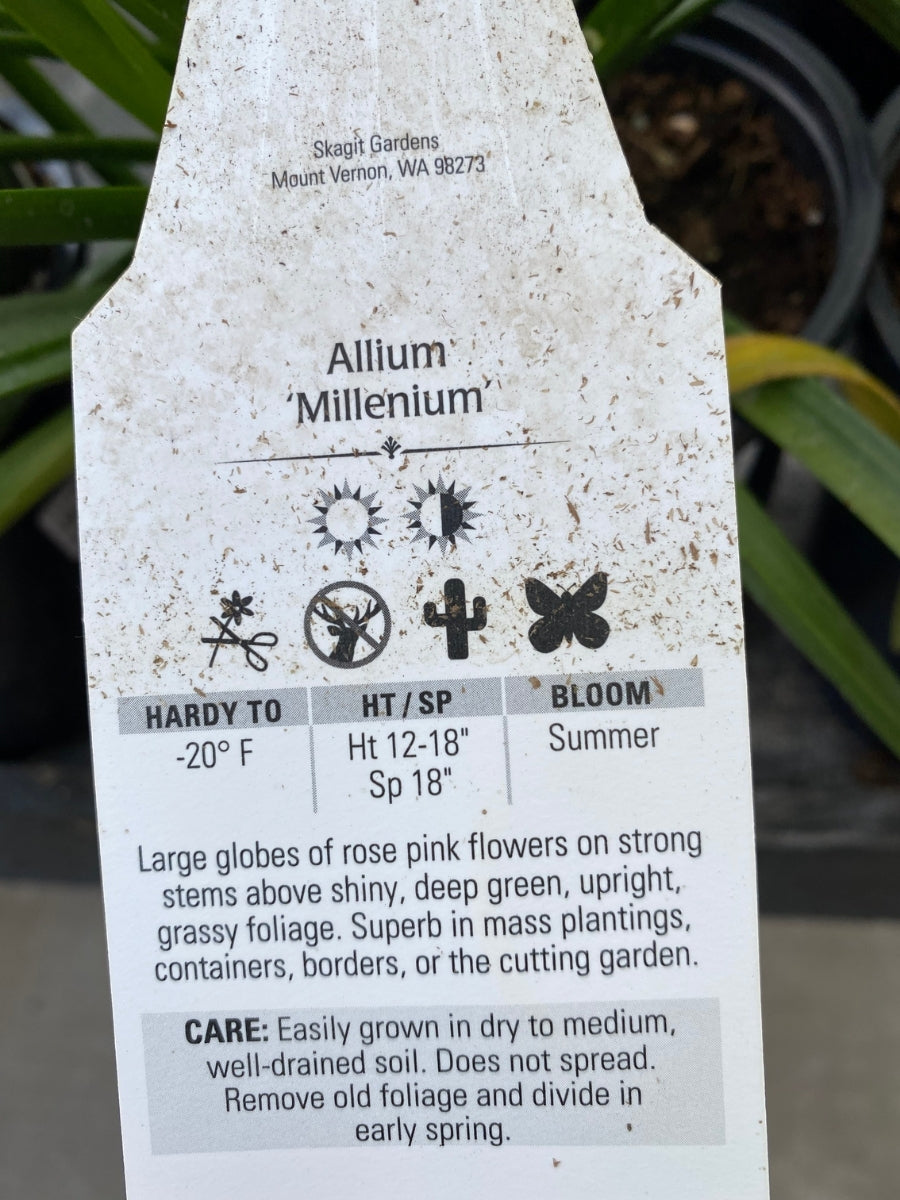 Skagit Gardens
Mount Vernon, WA 98273
Allium
‘Millenium’
HARDY TO
HT / SP
BLOOM
-20° F
Ht 12-18"
Summer
Sp 18"
Large globes of rose pink flowers on strong
stems above shiny, deep green, upright,
grassy foliage. Superb in mass plantings,
containers, borders, or the cutting garden.
CARE: Easily grown in dry to medium,
well-drained soil. Does not spread.
Remove old foliage and divide in
early spring.